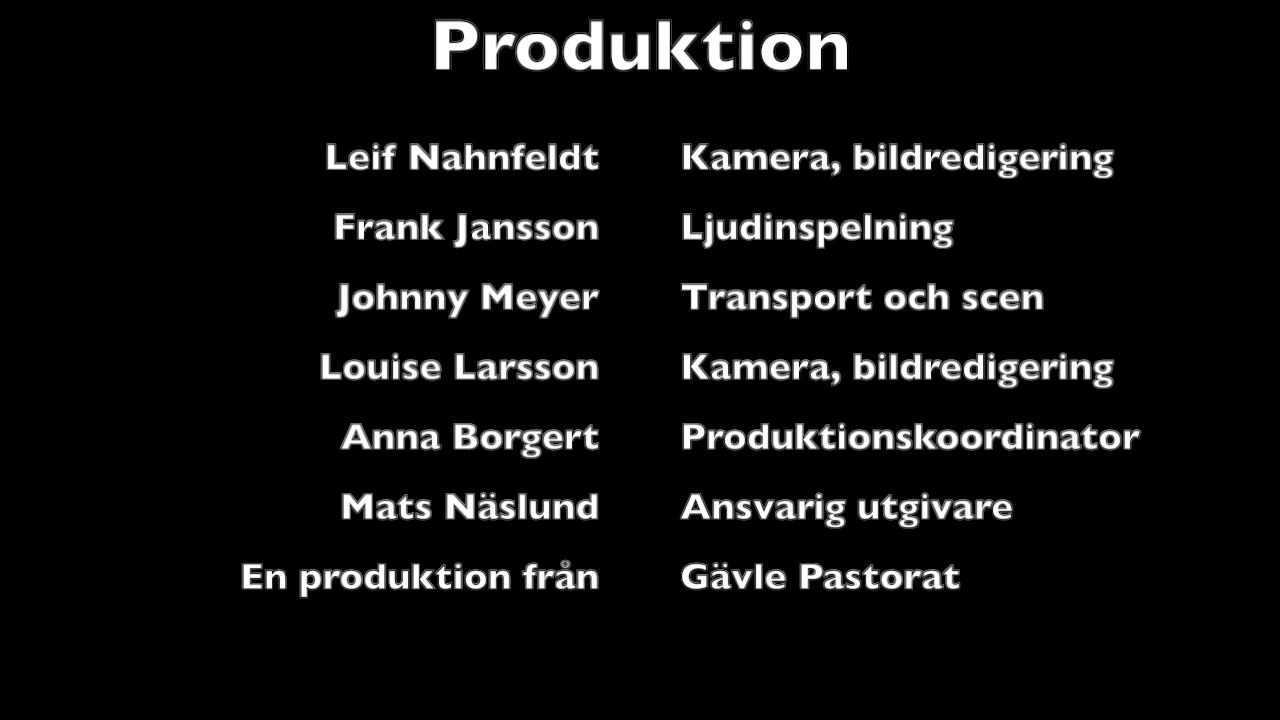 Produktion
Leif Nahnfeldt Kamera, bildredigering
Frank Jansson Ljudinspelning
Johnny Meyer Transport och scen
Louise Larsson Kamera, bildredigering
Anna Borgert Produktionskoordinator
Mats Näslund Ansvarig utgivare
En produktion från Gävle Pastorat